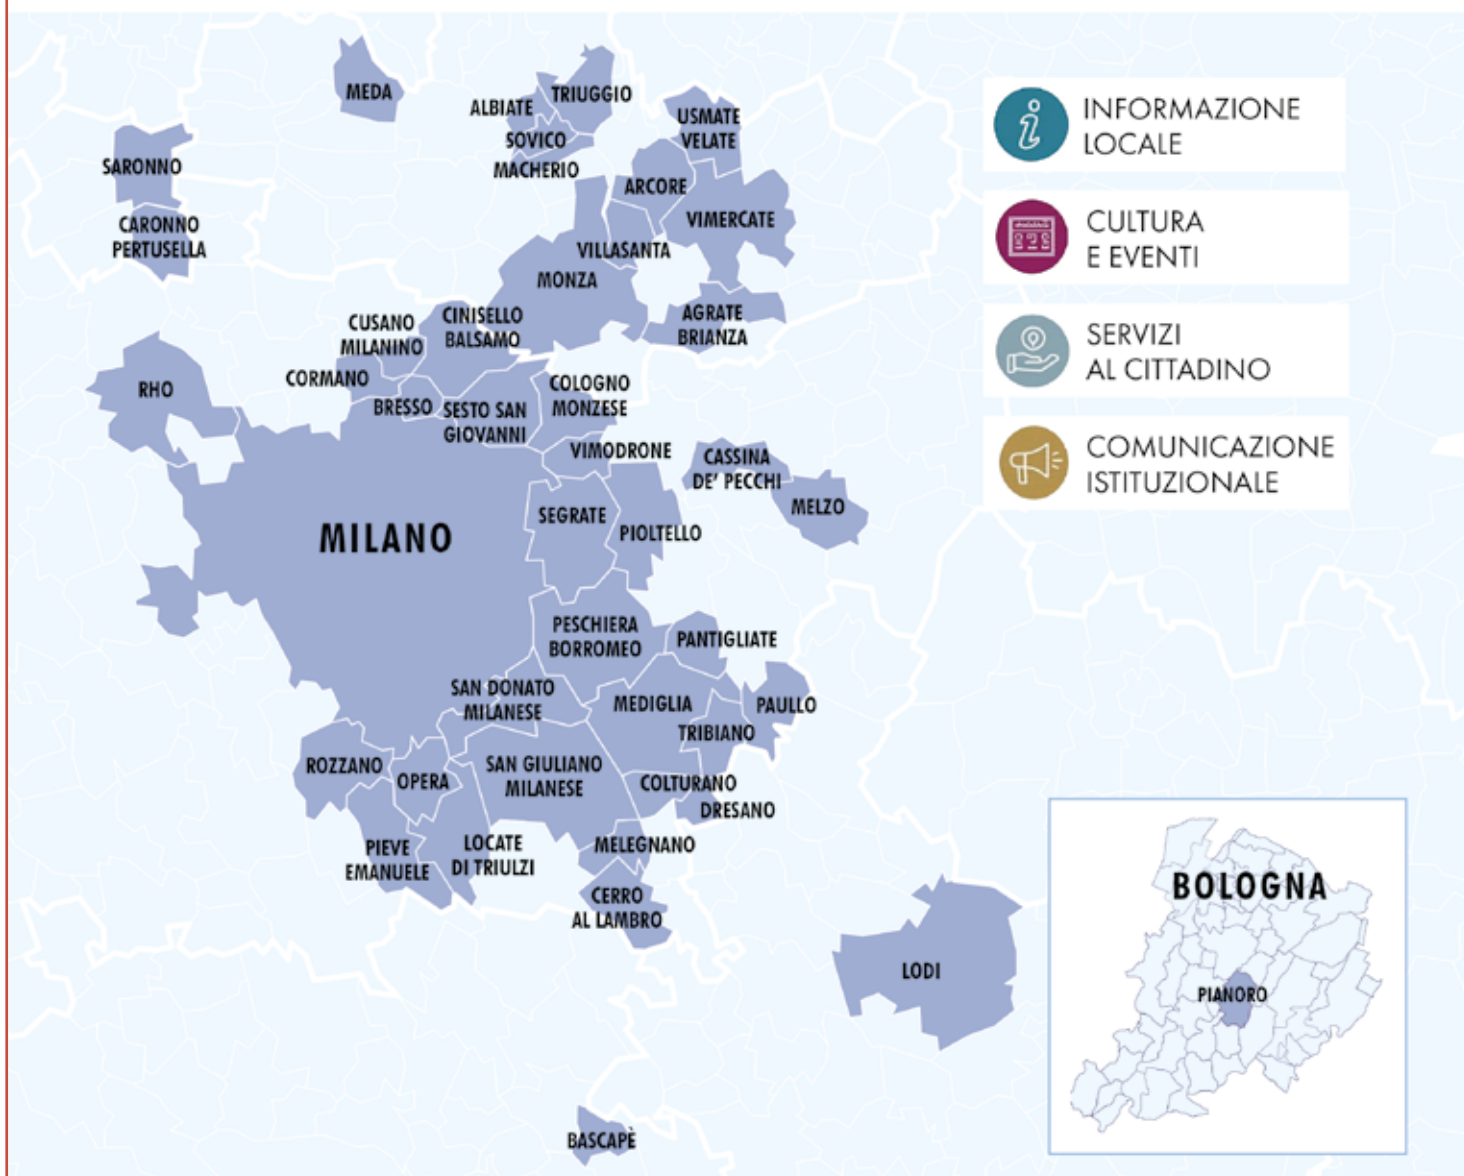 MEDA
ALBIATE
TRIUGGIO
SOVICO
MACHERIO
USMATE
VELATE
SARONNO
CARONNO
PERTUSELLA
ARCORE
VIMERCATE
VILLASANTA
MONZA
AGRATE
BRIANZA
CINISELLO
BALSAMO
CUSANO
MILANINO
CORMANO
RHO
BRESSO
SESTO SAN
GIOVANNI
COLOGNO
MONZESE
VIMODRONE
CASSINA
DE' PECCHI
MELZO
SEGRATE
PIOLTELLO
MILANO
PESCHIERA
BORROMEO
PANTIGLIATE
SAN DONATO
MILANESE
MEDIGLIA
PAULLO
TRIBIANO
ROZZANO
OPERA
SAN GIULIANO
MILANESE
COLTURANO
DRESANO
PIEVE
EMANUELE
LOCATE
DI TRIULZI
MELEGNANO
CERRO
AL LAMBRO
LODI
BASCAPÈ
INFORMAZIONE
LOCALE
CULTURA
E EVENTI
SERVIZI
AL CITTADINO
COMUNICAZIONE
ISTITUZIONALE
BOLOGNA
PIANORO